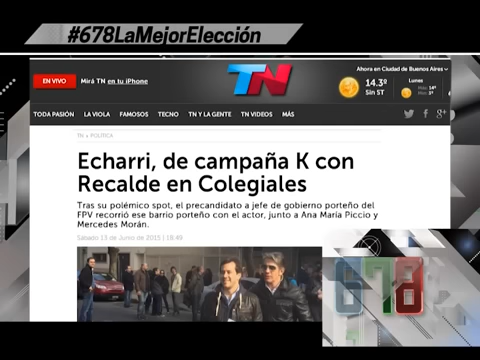 #678LaMejorElección
EN VIVO
Mirá TN en tu iPhone
TN
Ahora en Ciudad de Buenos Aires
14.3º
Sin ST
Lunes
TODA PASIÓN
LA VIOLA
FAMOSOS
TECNO
TN Y LA GENTE
TN VIDEOS
MÁS
TN » POLÍTICA
Echarri, de campaña K con
Recalde en Colegiales
Tras su polémico spot, el precandidato a jefe de gobierno porteño del
FPV recorrió ese barrio porteño con el actor, junto a Ana María Piccio y
Mercedes Morán.
Sábado 13 de Junio de 2015 | 18:45
678